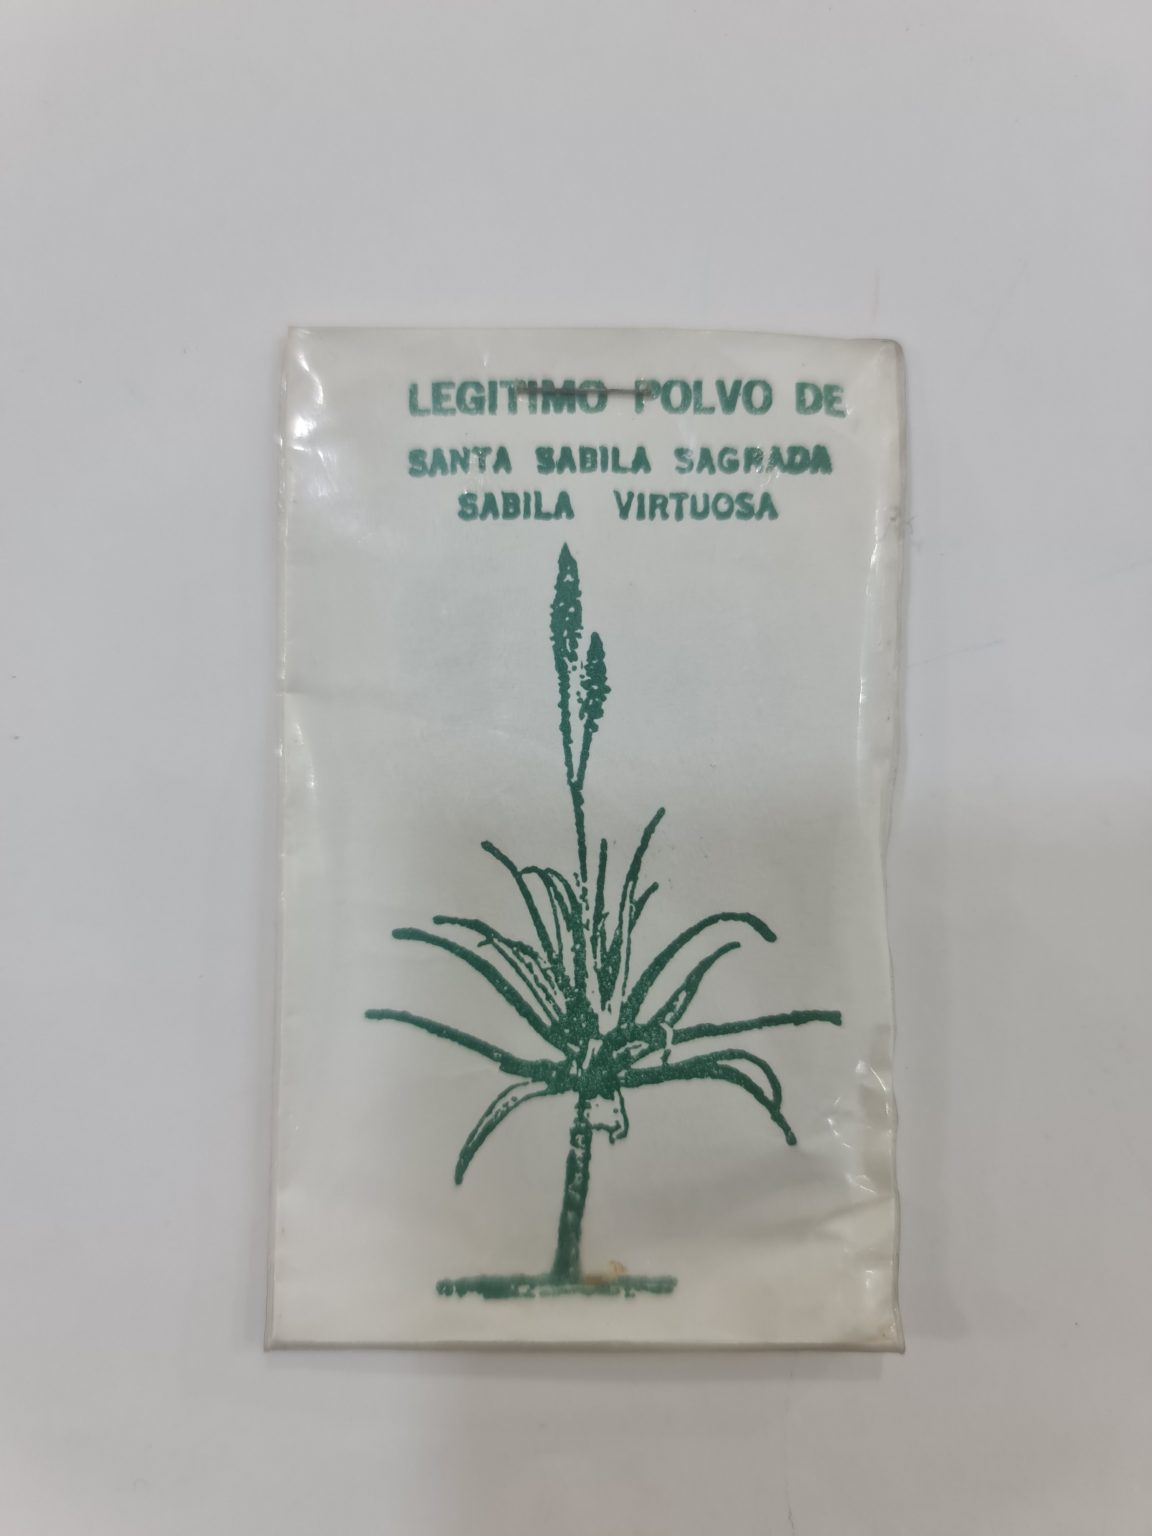 LEGITIMO POLVO DE
SANTA SABILA SAGRADA
SABILA VIRTUOSA